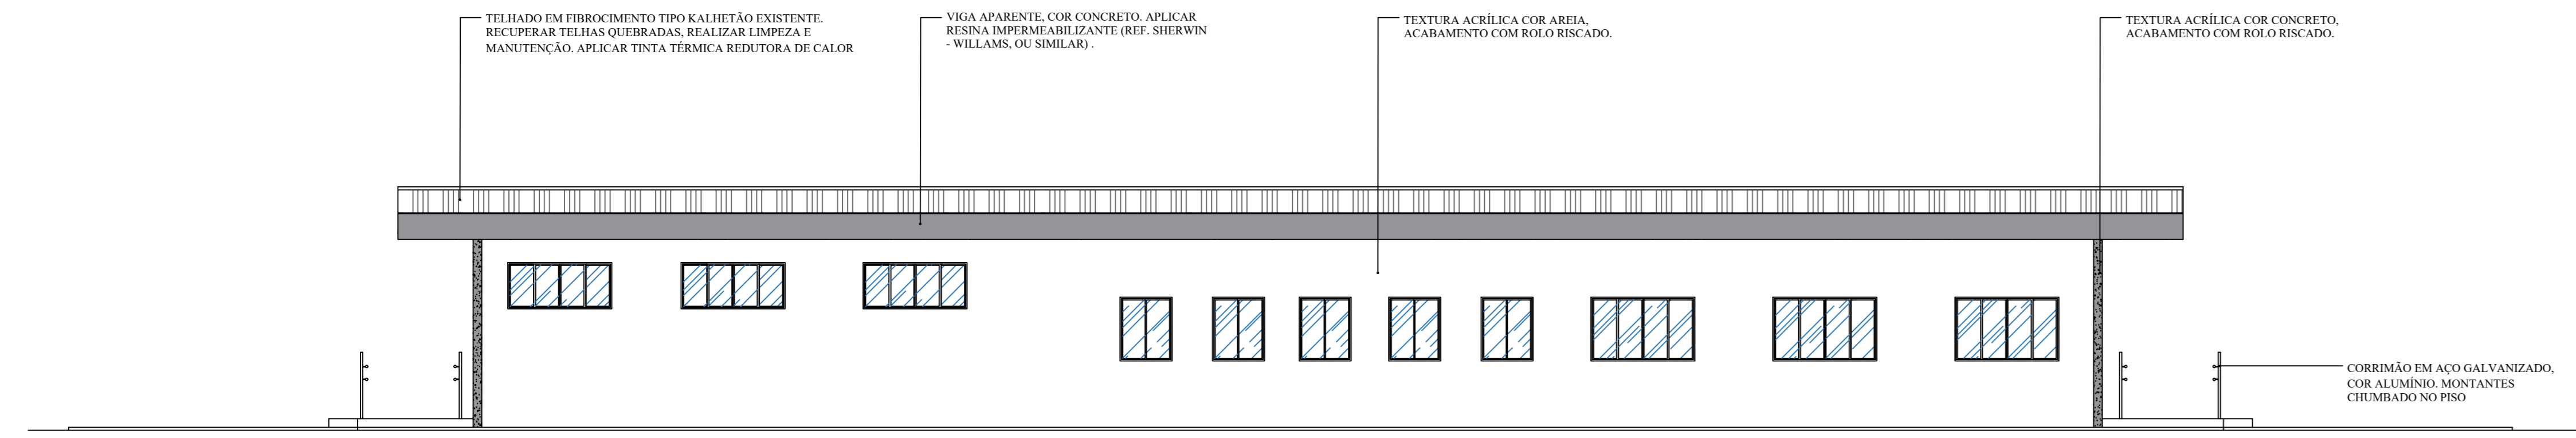 TELHADO EM FIBROCIMENTO TIPO KALHETÃO EXISTENTE.
RECUPERAR TELHAS QUEBRADAS, REALIZAR LIMPEZA E
MANUTENÇÃO. APLICAR TINTA TÉRMICA REDUTORA DE CALOR
VIGA APARENTE, COR CONCRETO. APLICAR
RESINA IMPERMEABILIZANTE (REF. SHERWIN
- WILLAMS, OU SIMILAR) .
TEXTURA ACRÍLICA COR AREIA,
ACABAMENTO COM ROLO RISCADO.
TEXTURA ACRÍLICA COR CONCRETO,
ACABAMENTO COM ROLO RISCADO.
CORRIMÃO EM AÇO GALVANIZADO,
COR ALUMÍNIO. MONTANTES
CHUMBADO NO PISO